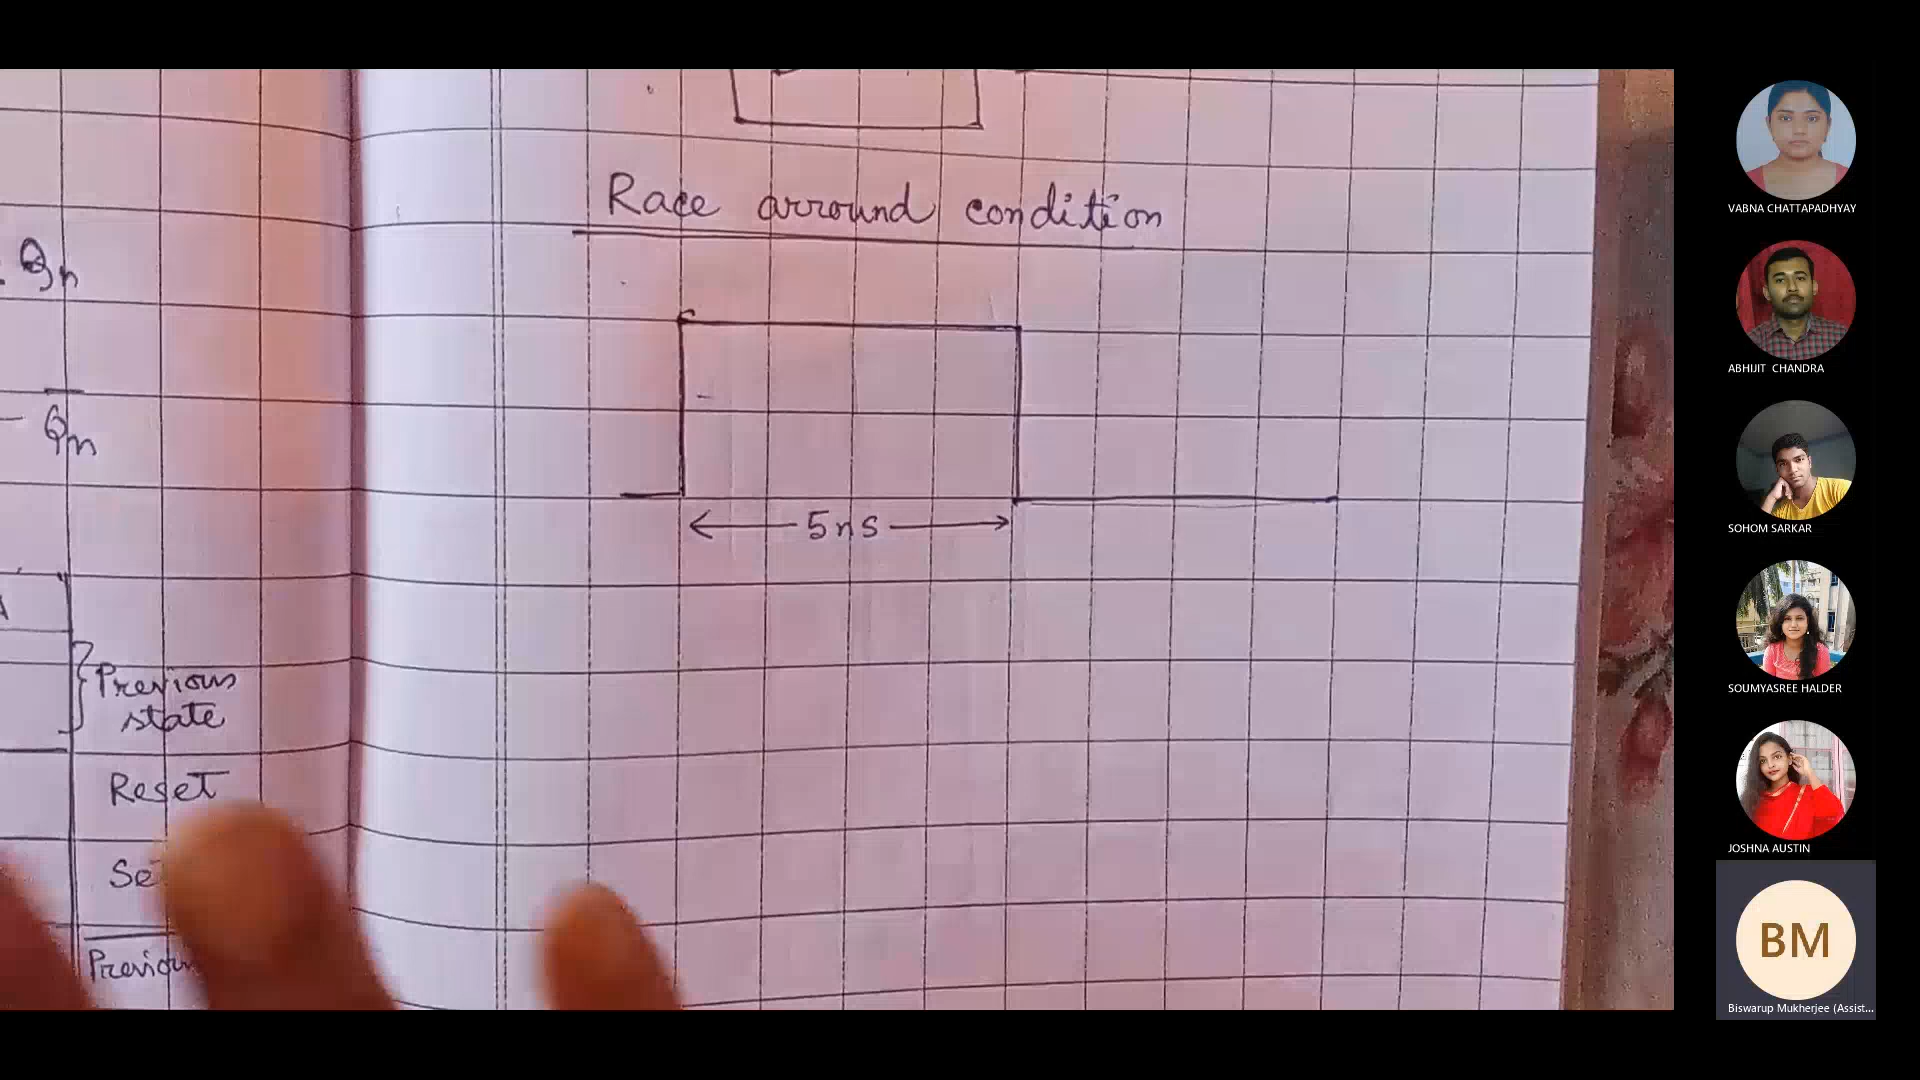 Qn
Qn
Previous
state
Reset
Race arround condition
5ns
VABNA CHATTAPADHYAY
ABHIJIT CHANDRA
SOHOM SARKAR
SOUMYASREE HALDER
JOSHNA AUSTIN
BM
Biswarup Mukherjee (Assist...